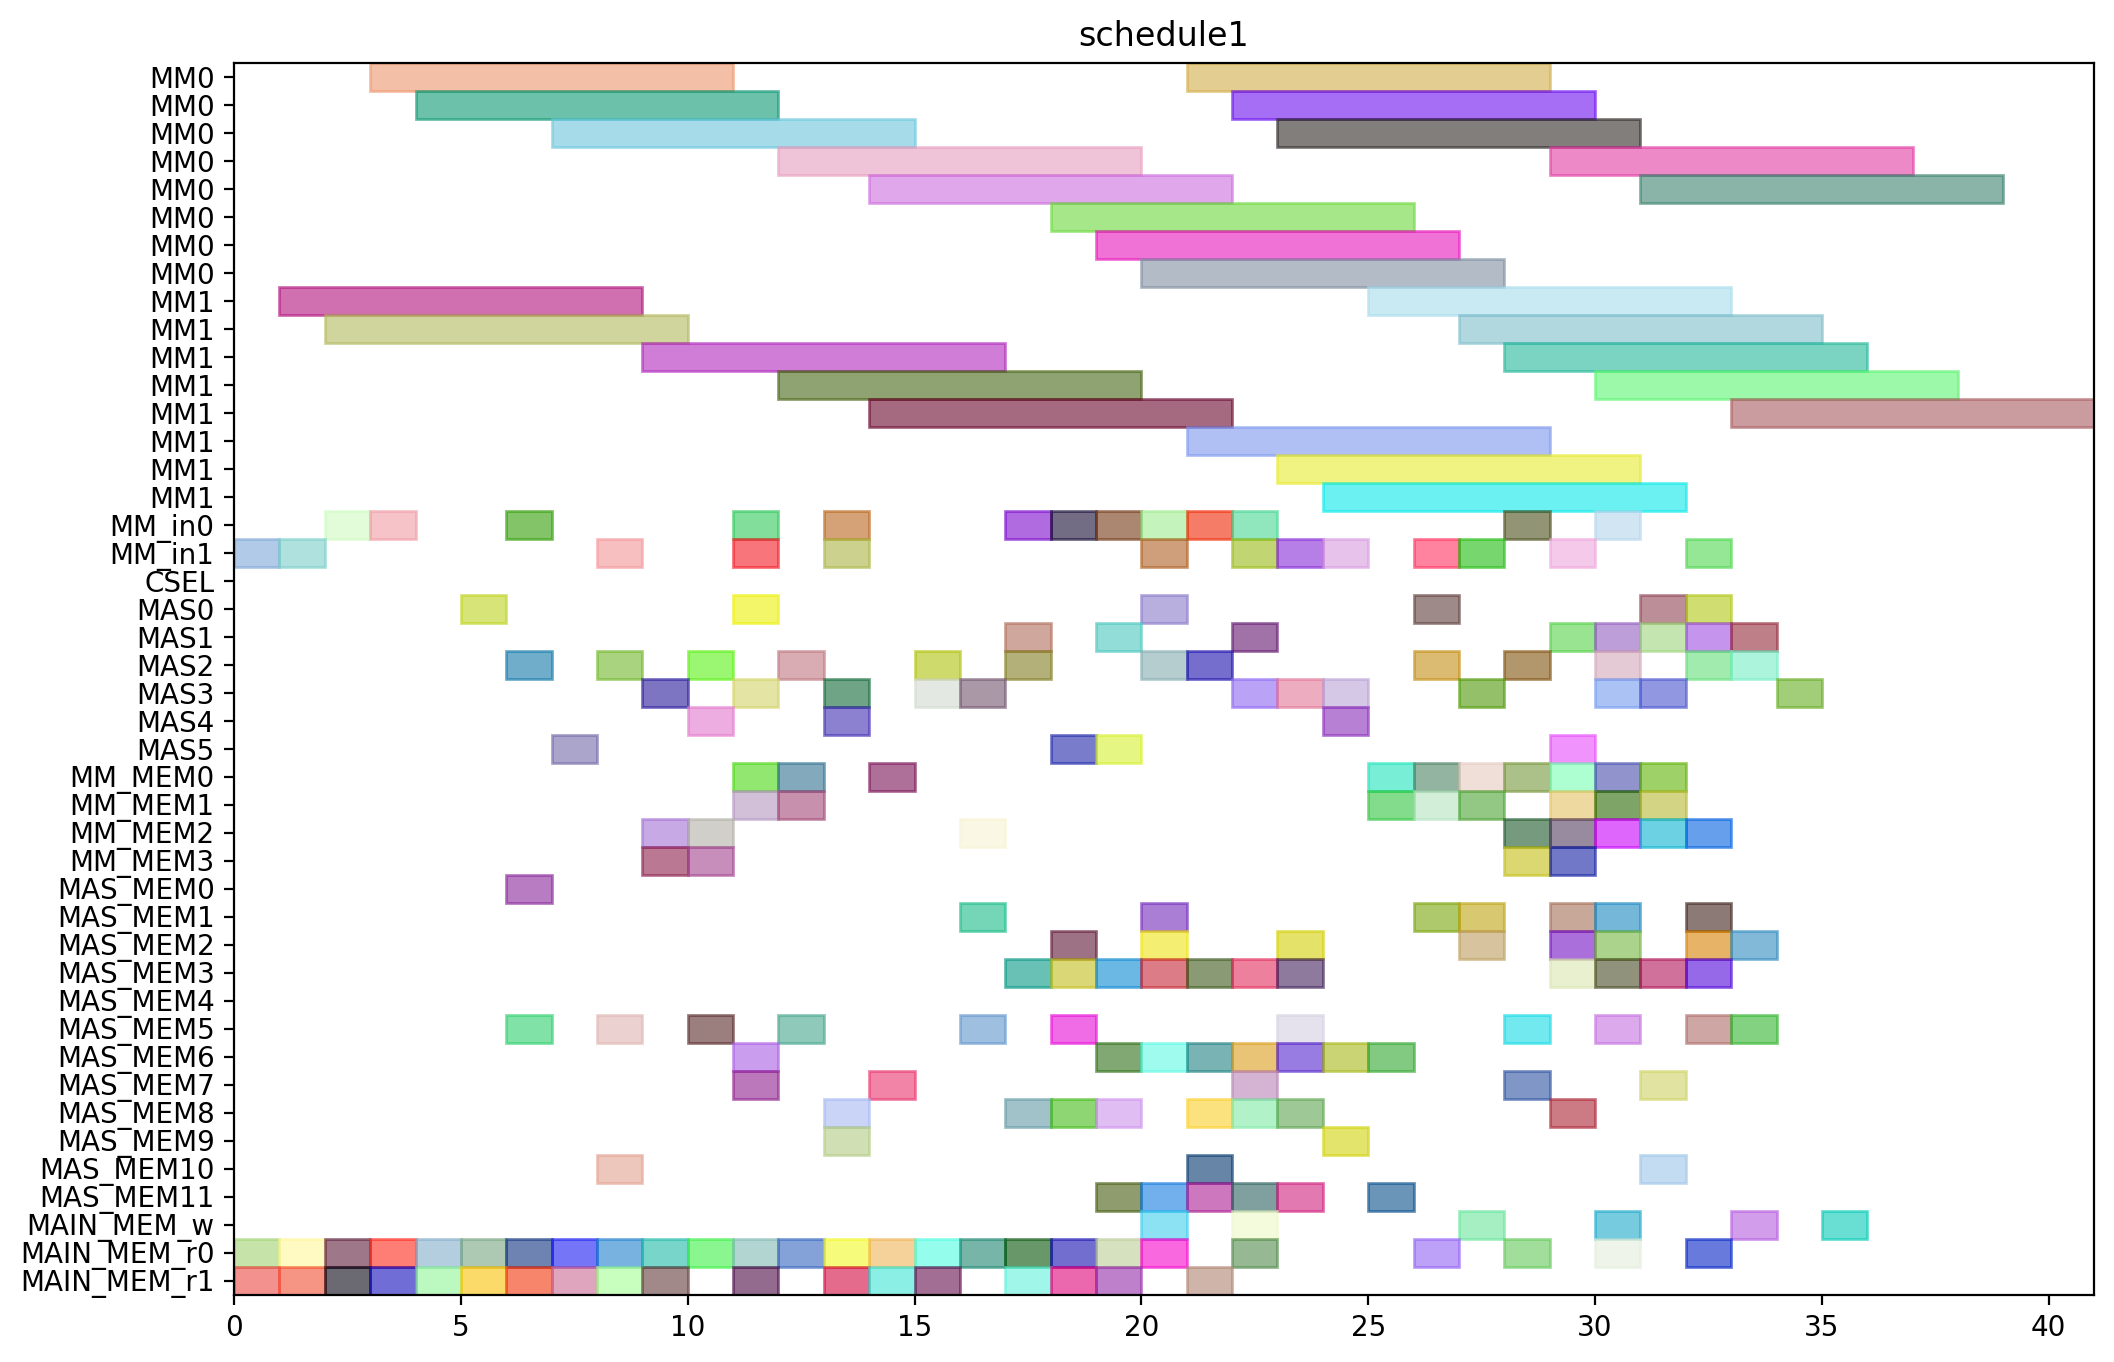 schedule1
MM0
MM0
MM0
MM0
MM0
MM0
MM0
MM0
MM1
MM1
MM1
MM1
MM1
MM1
MM1
MM1
MM_in0
MM_in1
CSEL
MAS0
MAS1
MAS2
MAS3
MAS4
MAS5
MM_MEM0
MM_MEM1
MM_MEM2
MM_MEM3
MAS_MEM0
MAS_MEM1
MAS_MEM2
MAS_MEM3
MAS_MEM4
MAS_MEM5
MAS_MEM6
MAS_MEM7
MAS_MEM8
MAS_MEM9
MAS_MEM10
MAS_MEM11
MAIN_MEM_w
MAIN_MEM_r0
MAIN_MEM_r1
0 5 10 15 20 25 30 35 40